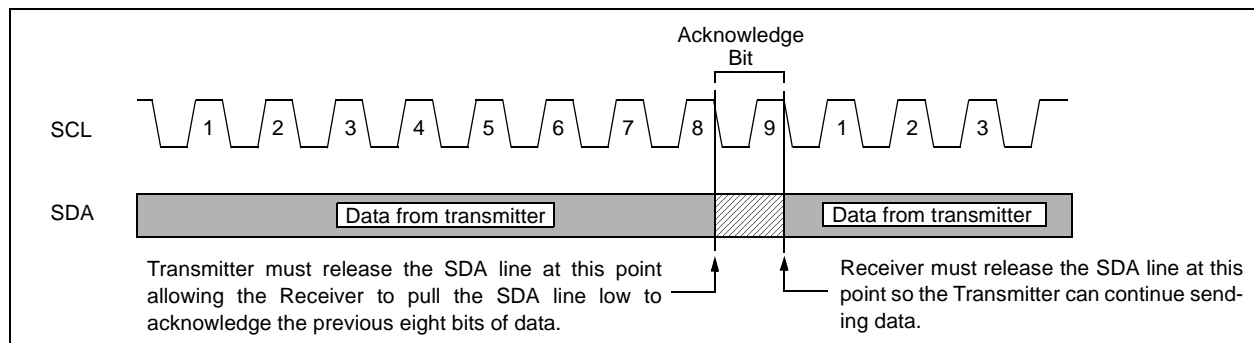 Acknowledge
Bit
SCL
1 2 3 4 5 6 7 8 9 1 2 3
SDA
Data from transmitter
Data from transmitter
Transmitter must release the SDA line at this point
allowing the Receiver to pull the SDA line low to
acknowledge the previous eight bits of data.
Receiver must release the SDA line at this
point so the Transmitter can continue send-
ing data.